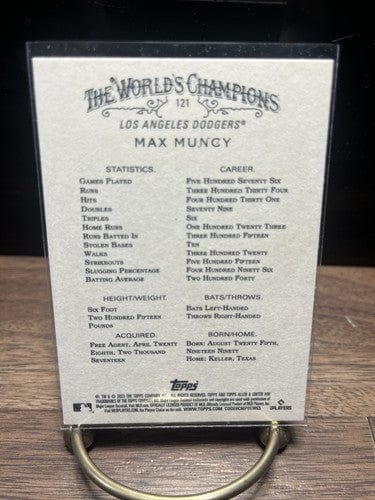 THE WORLD'S CHAMPIONS
121
LOS ANGELES DODGERS®
MAX MUNCY
STATISTICS. CAREER.
GAMES PLAYED FIVE HUNDRED SEVENTY SIX
RUNS THREE HUNDRED THIRTY FOUR
HITS FOUR HUNDRED THIRTY ONE
DOUBLES SEVENTY NINE
TRIPLES SIX
HOME RUNS ONE HUNDRED TWENTY THREE
RUNS BATTED IN THREE HUNDRED FIFTEEN
STOLEN BASES TEN
WALKS THREE HUNDRED TWENTY
STRIKEOUTS FIVE HUNDRED FIFTEEN
SLUGGING PERCENTAGE FOUR HUNDRED NINETY SIX
BATTING AVERAGE TWO HUNDRED FORTY
HEIGHT/WEIGHT. BATS/THROWS.
SIX FOOT BATS LEFT-HANDED
TWO HUNDRED FIFTEEN THROWS RIGHT-HANDED
POUNDS
ACQUIRED. BORN/HOME.
FREE AGENT, APRIL TWENTY BORN: AUGUST TWENTY FIFTH,
EIGHTH, TWO THOUSAND NINETEEN NINETY
SEVENTEEN HOME: KELLER, TEXAS
Topps